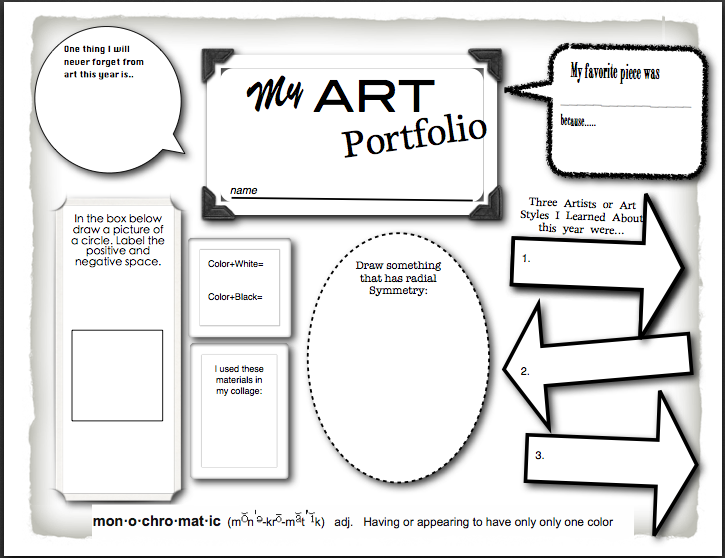 One thing I will
never forget from
art this year is..
My ART
Portfolio
name
My favorite piece was
because.....
In the box below
draw a picture of
a circle. Label the
positive and
negative space.
Color+White=
Color+Black=
I used these
materials in
my collage:
Draw something
that has radial
Symmetry:
Three Artists or Art
Styles I Learned About
this year were...
1.
2.
3.
mon·o·chro·mat·ic (mŏn'ə-krō-măt'ĭk) adj. Having or appearing to have only only one color